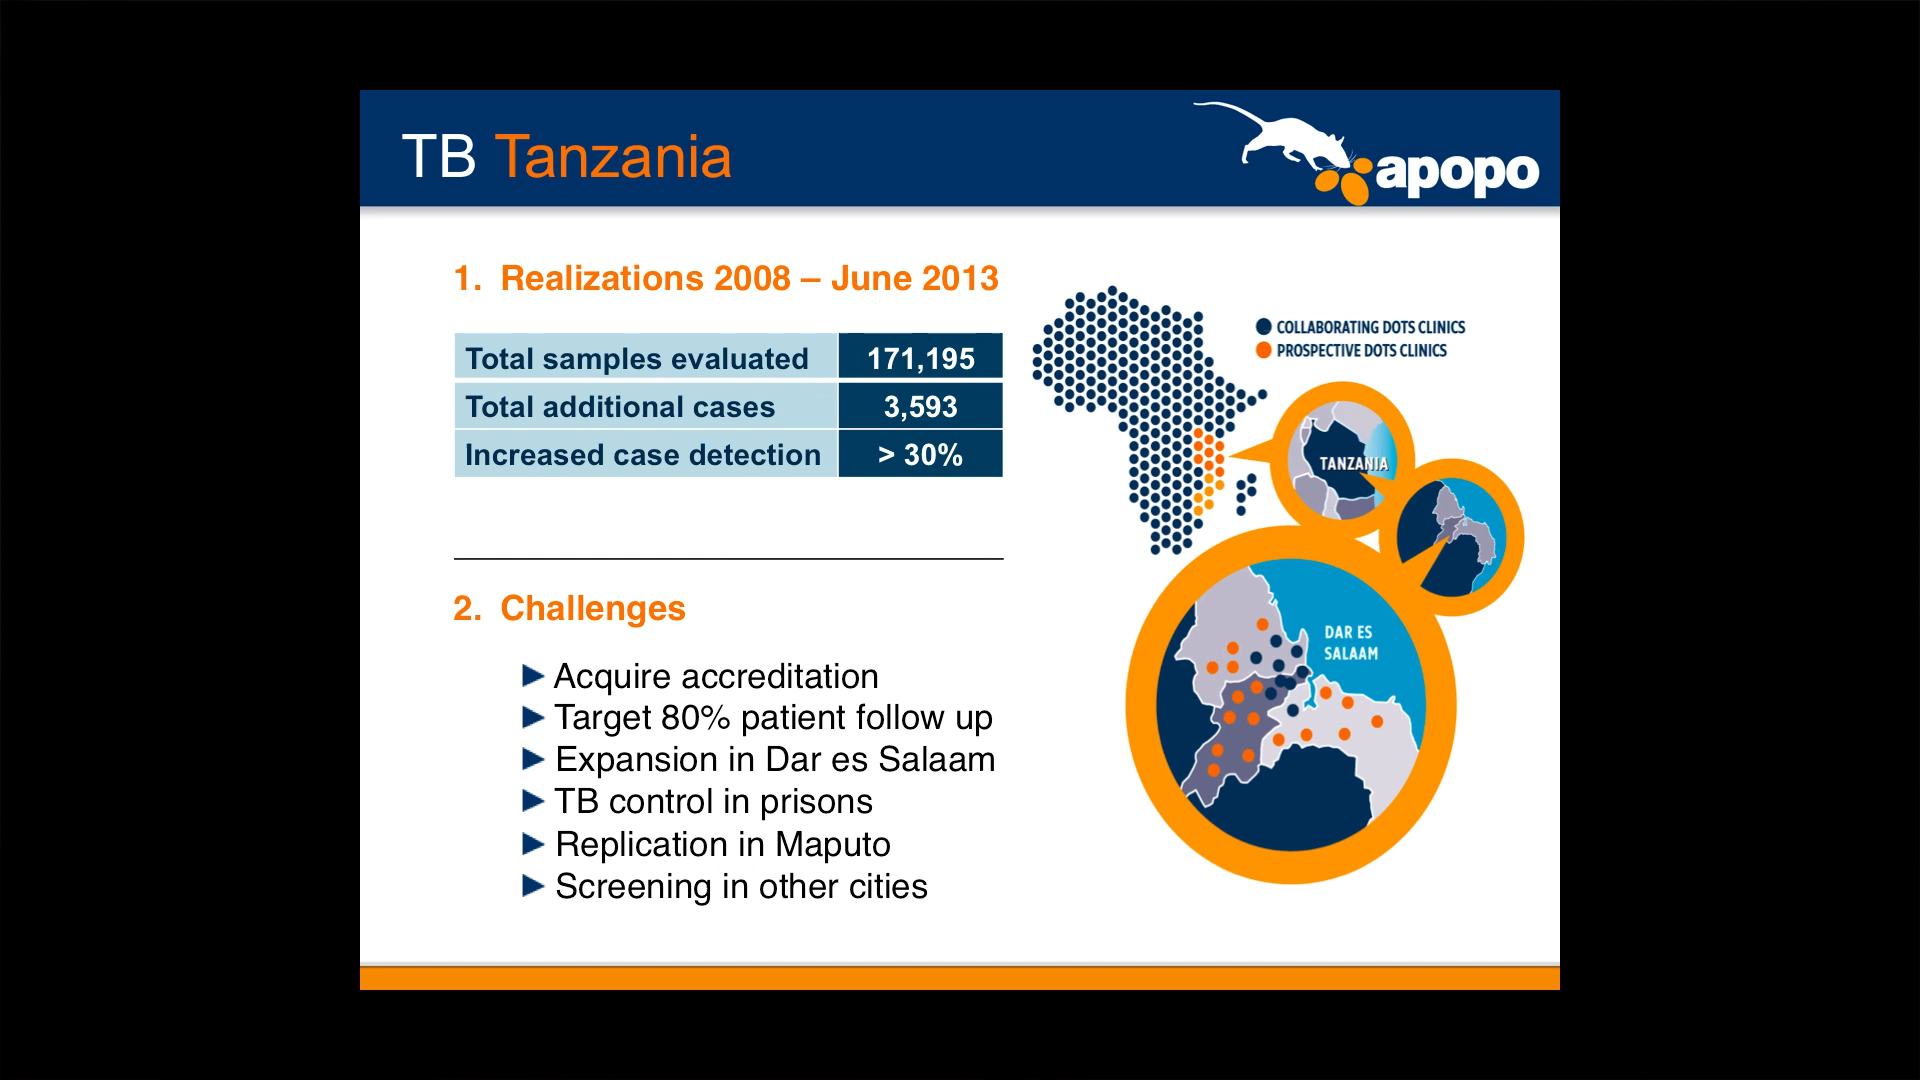 TB Tanzania
apopo
1. Realizations 2008 – June 2013
Total samples evaluated 171,195
Total additional cases 3,593
Increased case detection > 30%
COLLABORATING DOTS CLINICS
PROSPECTIVE DOTS CLINICS
TANZANIA
DAR ES
SALAAM
2. Challenges
Acquire accreditation
Target 80% patient follow up
Expansion in Dar es Salaam
TB control in prisons
Replication in Maputo
Screening in other cities